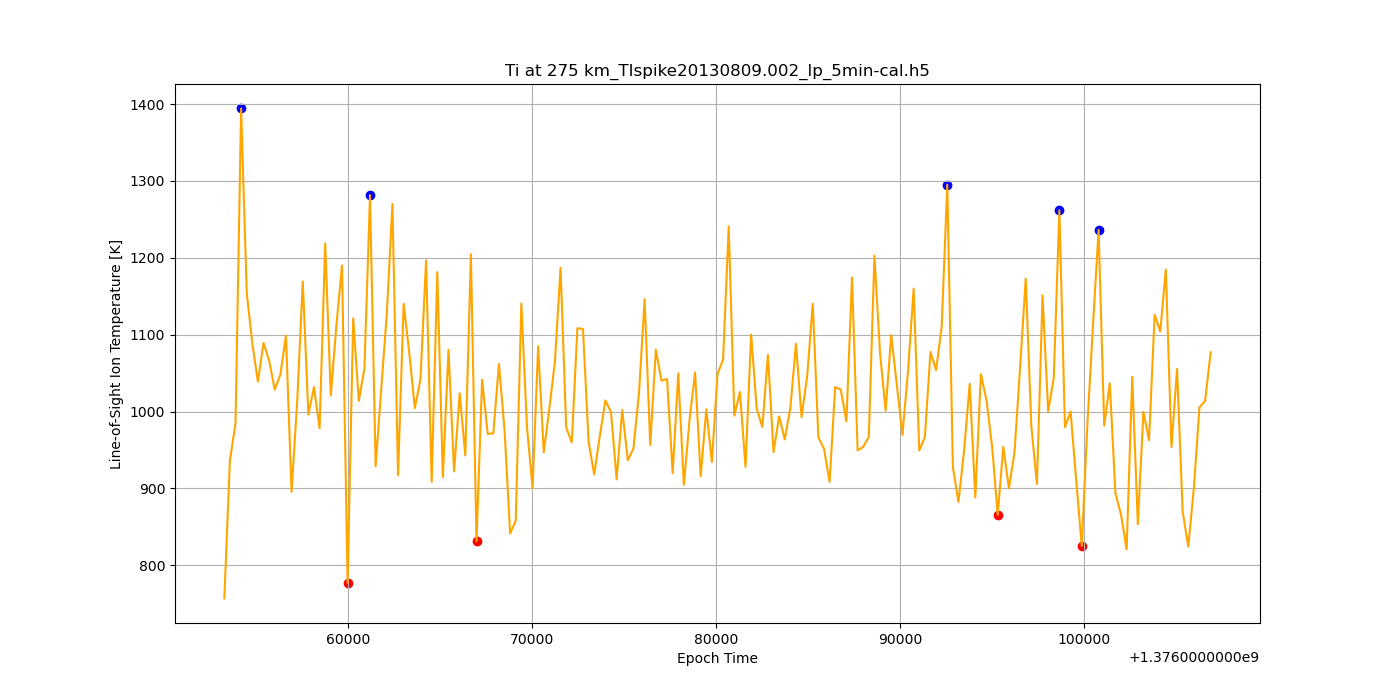 Ti at 275 km_TIspike20130809.002_lp_5min-cal.h5
Line-of-Sight Ion Temperature [K]
1400
1300
1200
1100
1000
900
800
60000 70000 80000 90000 100000
Epoch Time
+1.3760000000e9